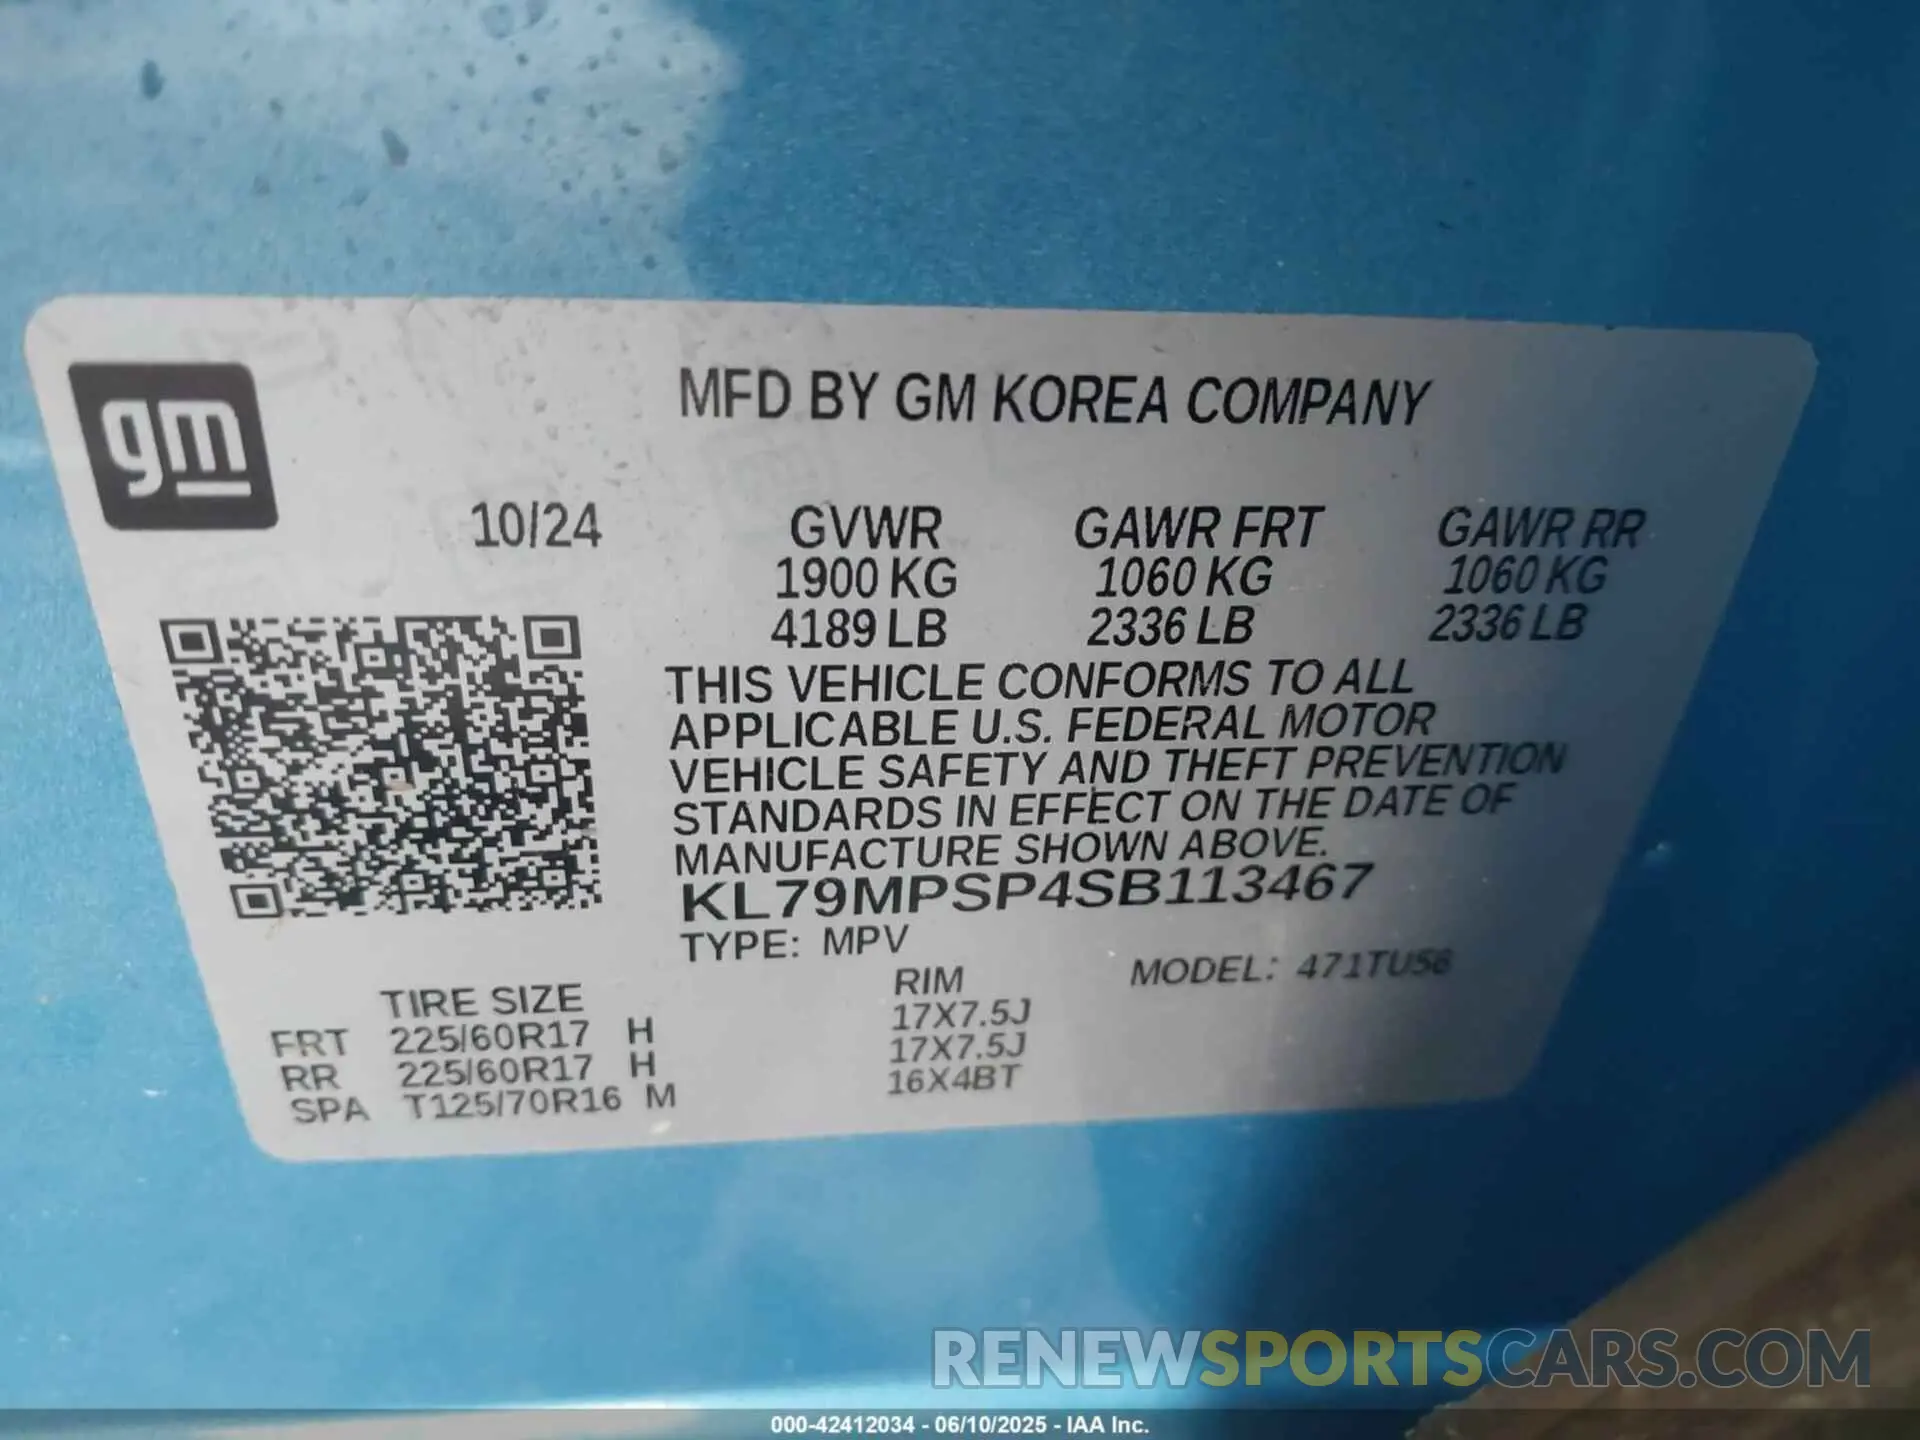 gm
MFD BY GM KOREA COMPANY
10/24 GVWR GAWR FRT GAWR RR
1900 KG 1060 KG 1060 KG
4189 LB 2336 LB 2336 LB
THIS VEHICLE CONFORMS TO ALL
APPLICABLE U.S. FEDERAL MOTOR
VEHICLE SAFETY AND THEFT PREVENTION
STANDARDS IN EFFECT ON THE DATE OF
MANUFACTURE SHOWN ABOVE.
KL79MPSP4SB113467
TYPE: MPV
MODEL: 471TU56
TIRE SIZE RIM
FRT 225/60R17 H 17X7.5J
RR 225/60R17 H 17X7.5J
SPA T125/70R16 M 16X4BT
RENEWSPORTSCARS.COM
000-42412034 - 06/10/2025 - IAA Inc.